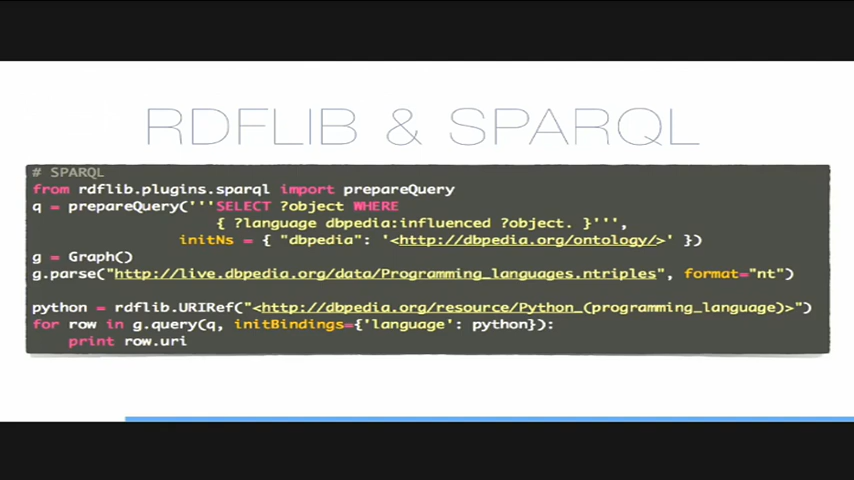 RDFLIB & SPARQL
# SPARQL
from rdflib.plugins.sparql import prepareQuery
q = prepareQuery('''SELECT ?object WHERE
{ ?language dbpedia:influenced ?object. }''',
initNs = { "dbpedia": '<http://dbpedia.org/ontology/>' })
g = Graph()
g.parse("http://live.dbpedia.org/data/Programming_languages.ntriples", format="nt")
python = rdflib.URIRef("<http://dbpedia.org/resource/Python_(programming_language)>")
for row in g.query(q, initBindings={'language': python}):
print row.uri